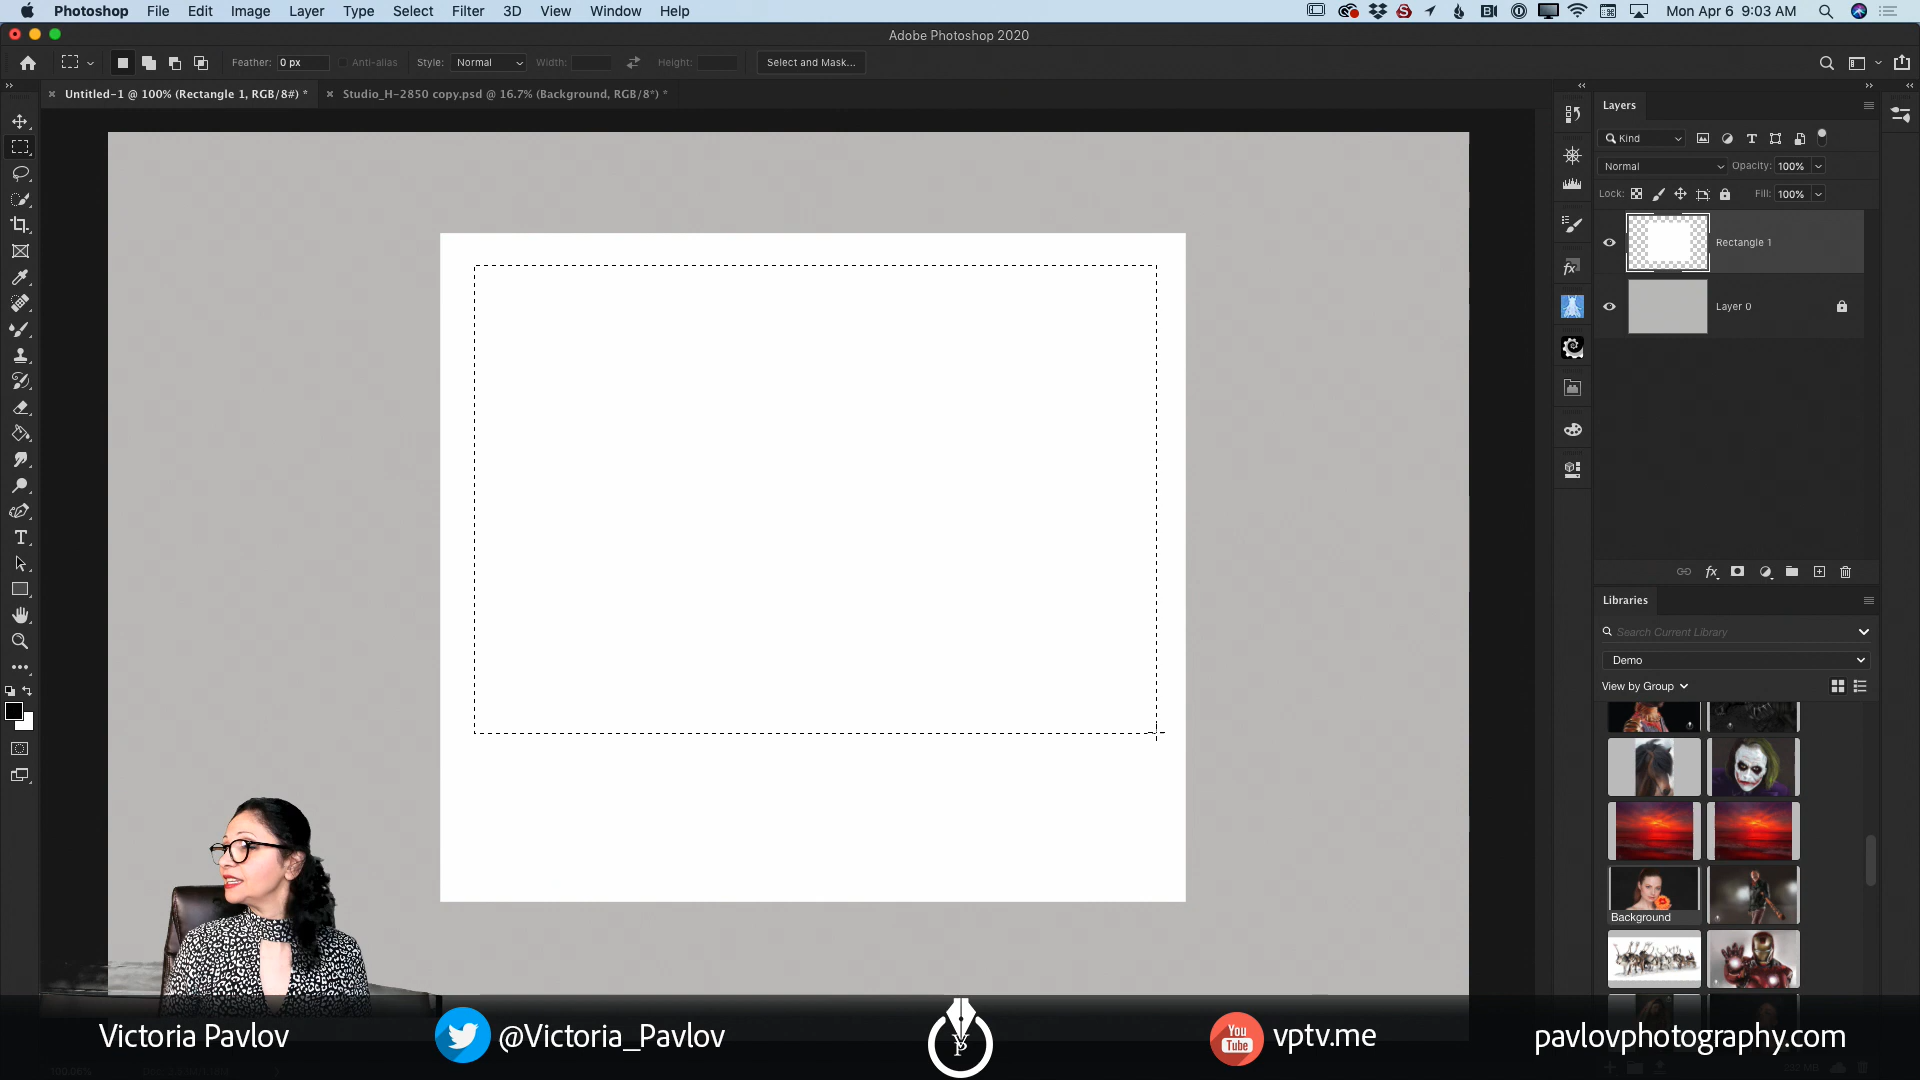 Photoshop File Edit Image Layer Type Select Filter 3D View Window Help
Mon Apr 6 9:03 AM
Adobe Photoshop 2020
Feather: 0 px Anti-alias Style: Normal Width: Height: Select and Mask...
Untitled-1 @ 100% (Rectangle 1, RGB/8#) *
Studio_H-2850 copy.psd @ 16.7% (Background, RGB/8*) *
Layers
Kind
Normal Opacity: 100%
Lock: Fill: 100%
Rectangle 1
Layer 0
fx
Libraries
Search Current Library
Demo
View by Group
Background
Victoria Pavlov
@Victoria_Pavlov
You
Tube
vptv.me
pavlovphotography.com